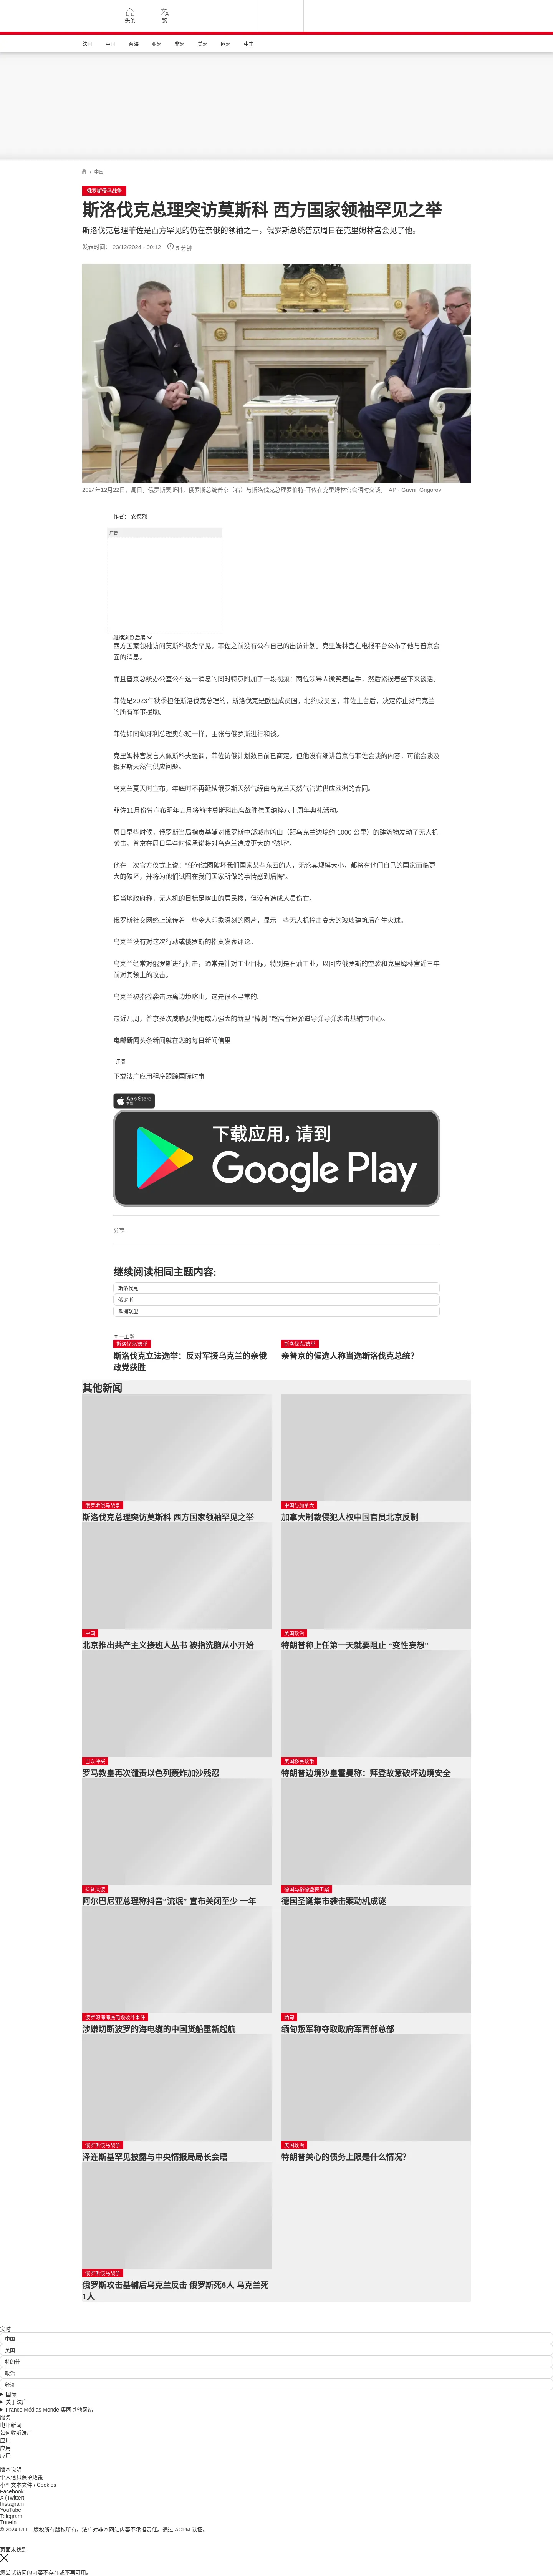 头条
繁
法国
中国
台海
亚洲
非洲
美洲
欧洲
中东
/ 中国
俄罗斯侵乌战争
斯洛伐克总理突访莫斯科 西方国家领袖罕见之举
斯洛伐克总理菲佐是西方罕见的仍在亲俄的领袖之一，俄罗斯总统普京周日在克里姆林宫会见了他。
发表时间： 23/12/2024 - 00:12
5 分钟
2024年12月22日，周日，俄罗斯莫斯科，俄罗斯总统普京（右）与斯洛伐克总理罗伯特-菲佐在克里姆林宫会晤时交谈。 AP - Gavriil Grigorov
作者： 安德烈
广告
继续浏览后续
西方国家领袖访问莫斯科极为罕见，菲佐之前没有公布自己的出访计划。克里姆林宫在电报平台公布了他与普京会
面的消息。
而且普京总统办公室公布这一消息的同时特意附加了一段视频：两位领导人微笑着握手，然后紧挨着坐下来谈话。
菲佐是2023年秋季担任斯洛伐克总理的，斯洛伐克是欧盟成员国，北约成员国，菲佐上台后，决定停止对乌克兰
的所有军事援助。
菲佐如同匈牙利总理奥尔班一样，主张与俄罗斯进行和谈。
克里姆林宫发言人佩斯科夫强调，菲佐访俄计划数日前已商定。但他没有细讲普京与菲佐会谈的内容，可能会谈及
俄罗斯天然气供应问题。
乌克兰夏天时宣布，年底时不再延续俄罗斯天然气经由乌克兰天然气管道供应欧洲的合同。
菲佐11月份曾宣布明年五月将前往莫斯科出席战胜德国纳粹八十周年典礼活动。
周日早些时候，俄罗斯当局指责基辅对俄罗斯中部城市喀山（距乌克兰边境约 1000 公里）的建筑物发动了无人机
袭击，普京在周日早些时候承诺将对乌克兰造成更大的 “破坏”。
他在一次官方仪式上说：“任何试图破坏我们国家某些东西的人，无论其规模大小，都将在他们自己的国家面临更
大的破坏，并将为他们试图在我们国家所做的事情感到后悔”。
据当地政府称，无人机的目标是喀山的居民楼，但没有造成人员伤亡。
俄罗斯社交网络上流传着一些令人印象深刻的图片，显示一些无人机撞击高大的玻璃建筑后产生火球。
乌克兰没有对这次行动或俄罗斯的指责发表评论。
乌克兰经常对俄罗斯进行打击，通常是针对工业目标，特别是石油工业，以回应俄罗斯的空袭和克里姆林宫近三年
前对其领土的攻击。
乌克兰被指控袭击远离边境喀山，这是很不寻常的。
最近几周，普京多次威胁要使用威力强大的新型 “榛树 ”超高音速弹道导弹导弹袭击基辅市中心。
电邮新闻头条新闻就在您的每日新闻信里
订阅
下载法广应用程序跟踪国际时事
App Store
下载
下载应用，请到
Google Play
分享 :
继续阅读相同主题内容:
斯洛伐克
俄罗斯
欧洲联盟
同一主题
斯洛伐克/选举
斯洛伐克立法选举：反对军援乌克兰的亲俄
政党获胜
斯洛伐克/选举
亲普京的候选人称当选斯洛伐克总统？
其他新闻
俄罗斯侵乌战争
斯洛伐克总理突访莫斯科 西方国家领袖罕见之举
中国与加拿大
加拿大制裁侵犯人权中国官员北京反制
中国
北京推出共产主义接班人丛书 被指洗脑从小开始
美国政治
特朗普称上任第一天就要阻止 “变性妄想”
巴以冲突
罗马教皇再次谴责以色列轰炸加沙残忍
美国移民政策
特朗普边境沙皇霍曼称：拜登故意破坏边境安全
抖音风波
阿尔巴尼亚总理称抖音“流氓” 宣布关闭至少 一年
德国马格德堡袭击案
德国圣诞集市袭击案动机成谜
波罗的海海底电缆破坏事件
涉嫌切断波罗的海电缆的中国货船重新起航
缅甸
缅甸叛军称夺取政府军西部总部
俄罗斯侵乌战争
泽连斯基罕见披露与中央情报局局长会晤
美国政治
特朗普关心的债务上限是什么情况？
俄罗斯侵乌战争
俄罗斯攻击基辅后乌克兰反击 俄罗斯死6人 乌克兰死
1人
实时
中国
美国
特朗普
政治
经济
国际
关于法广
France Médias Monde 集团其他网站
服务
电邮新闻
如何收听法广
应用
应用
应用
版本说明
个人信息保护政策
小型文本文件 / Cookies
Facebook
X (Twitter)
Instagram
YouTube
Telegram
TuneIn
© 2024 RFI – 版权所有版权所有。法广对非本网站内容不承担责任。通过 ACPM 认证。
页面未找到
您尝试访问的内容不存在或不再可用。